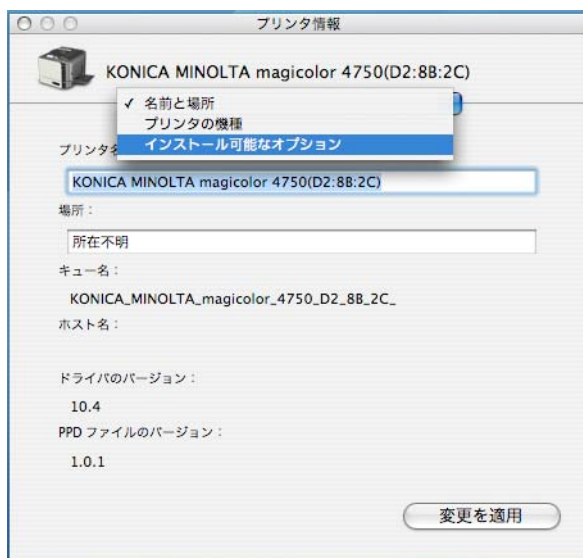 プリンタ情報
KONICA MINOLTA magicolor 4750(D2:8B:2C)
✓ 名前と場所
プリンタの機種
インストール可能なオプション
プリンタ
KONICA MINOLTA magicolor 4750(D2:8B:2C)
場所：
所在不明
キュー名：
KONICA_MINOLTA_magicolor_4750_D2_8B_2C_
ホスト名：
ドライバのバージョン：
10.4
PPD ファイルのバージョン：
1.0.1
変更を適用